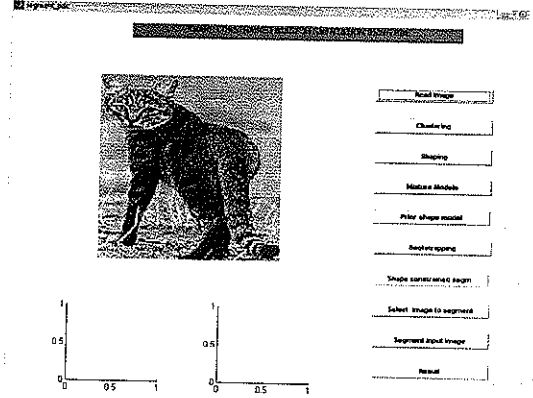 segment_gui
Read Image
Clustering
Shaping
Mixture Models
Prior shape model
Bootstrapping
Shape constrained segm
Select image to segment
Segment input image
Result
1
0.5
0
0 0.5 1
1
0.5
0
0 0.5 1